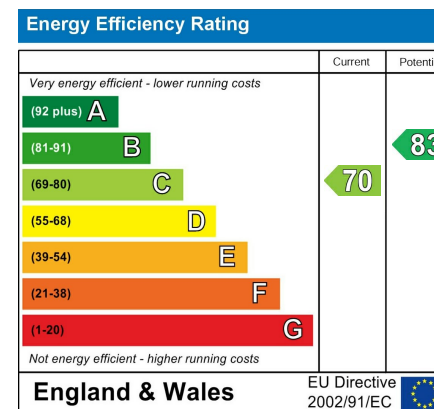 Energy Efficiency Rating
Current Potenti
Very energy efficient - lower running costs
(92 plus) A
(81-91) B
83
(69-80) C
70
(55-68) D
(39-54) E
(21-38) F
(1-20) G
Not energy efficient - higher running costs
England & Wales
EU Directive
2002/91/EC